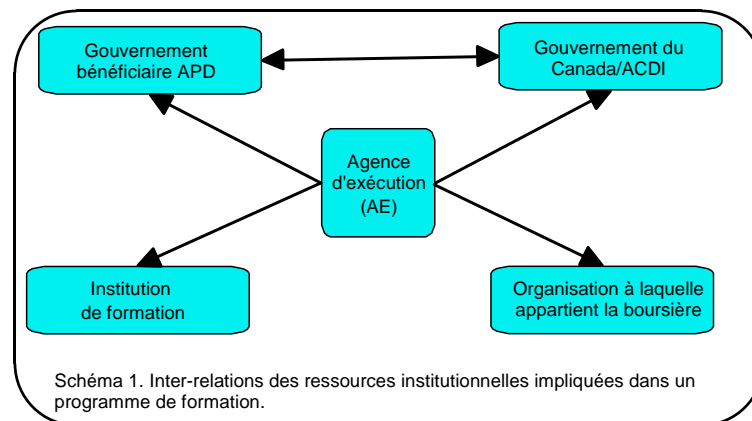 Gouvernement
bénéficiaire APD
Gouvernement du
Canada/ACDI
Agence
d'exécution
(AE)
Institution
de formation
Organisation à laquelle
appartient la boursière
Schéma 1. Inter-relations des ressources institutionnelles impliquées dans un
programme de formation.